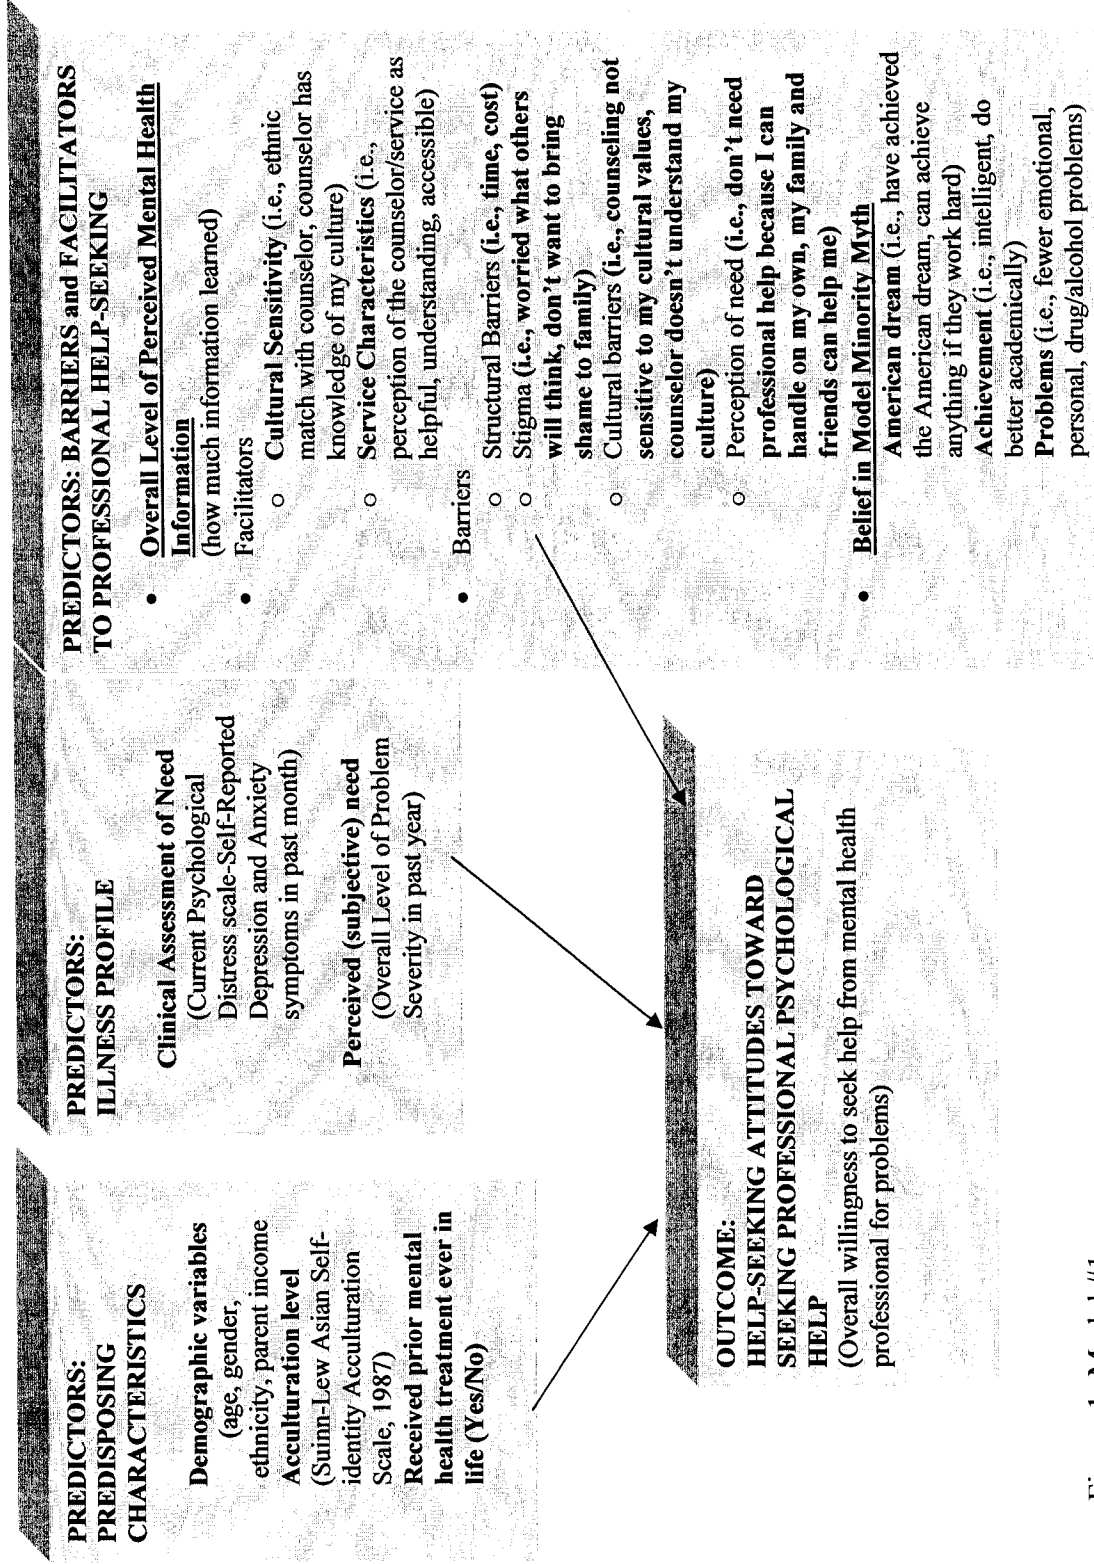 PREDICTORS:
PREDISPOSING
CHARACTERISTICS
Demographic variables
(age, gender,
ethnicity, parent income
Acculturation level
(Suinn-Lew Asian Self-
identity Acculturation
Scale, 1987)
Received prior mental
health treatment ever in
life (Yes/No)
PREDICTORS:
ILLNESS PROFILE
Clinical Assessment of Need
(Current Psychological
Distress scale-Self-Reported
Depression and Anxiety
symptoms in past month)
Perceived (subjective) need
(Overall Level of Problem
Severity in past year)
PREDICTORS: BARRIERS and FACILITATORS
TO PROFESSIONAL HELP-SEEKING
• Overall Level of Perceived Mental Health
Information
(how much information learned)
• Facilitators
o Cultural Sensitivity (i.e., ethnic
match with counselor, counselor has
knowledge of my culture)
o Service Characteristics (i.e.,
perception of the counselor/service as
helpful, understanding, accessible)
• Barriers
o Structural Barriers (i.e., time, cost)
o Stigma (i.e., worried what others
will think, don't want to bring
shame to family)
o Cultural barriers (i.e., counseling not
sensitive to my cultural values,
counselor doesn't understand my
culture)
o Perception of need (i.e., don't need
professional help because I can
handle on my own, my family and
friends can help me)
• Belief in Model Minority Myth
American dream (i.e., have achieved
the American dream, can achieve
anything if they work hard)
Achievement (i.e., intelligent, do
better academically)
Problems (i.e., fewer emotional,
personal, drug/alcohol problems)
OUTCOME:
HELP-SEEKING ATTITUDES TOWARD
SEEKING PROFESSIONAL PSYCHOLOGICAL
HELP
(Overall willingness to seek help from mental health
professional for problems)